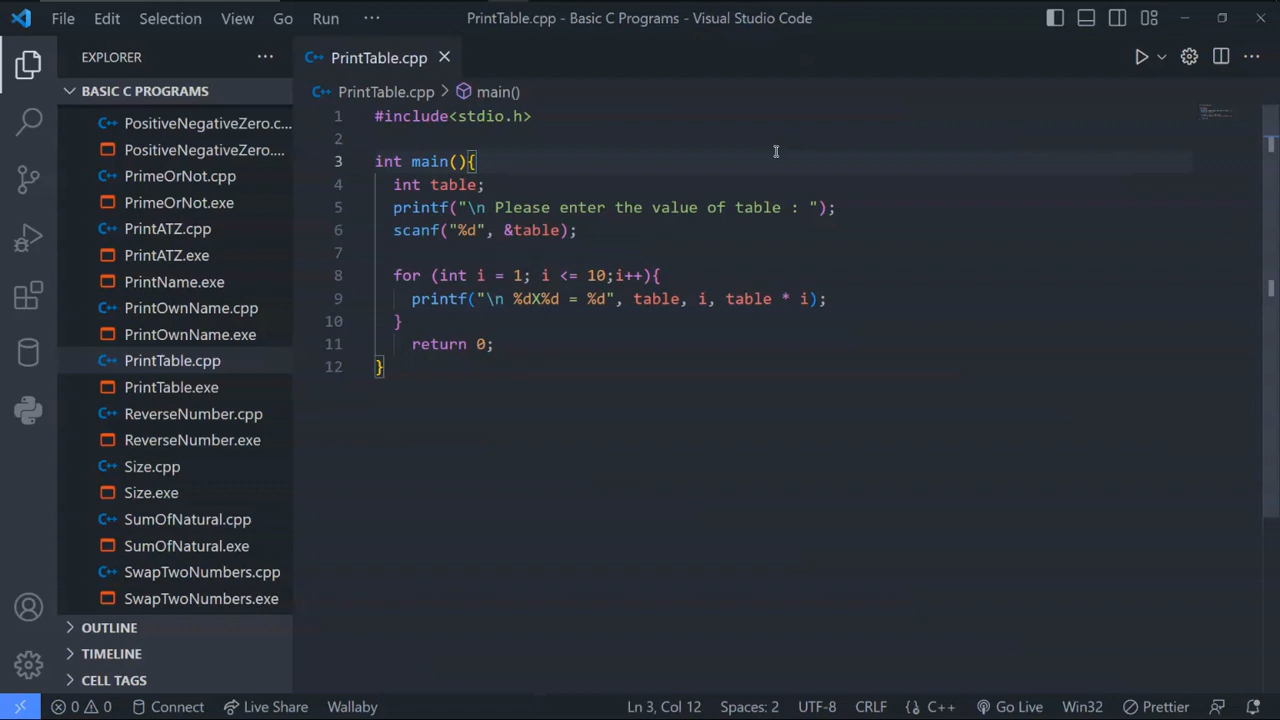 File Edit Selection View Go Run ··· PrintTable.cpp - Basic C Programs - Visual Studio Code
EXPLORER ···
PrintTable.cpp
BASIC C PROGRAMS
PrintTable.cpp > main()
PositiveNegativeZero.c...
PositiveNegativeZero....
PrimeOrNot.cpp
PrimeOrNot.exe
PrintATZ.cpp
PrintATZ.exe
PrintName.exe
PrintOwnName.cpp
PrintOwnName.exe
PrintTable.cpp
PrintTable.exe
ReverseNumber.cpp
ReverseNumber.exe
Size.cpp
Size.exe
SumOfNatural.cpp
SumOfNatural.exe
SwapTwoNumbers.cpp
SwapTwoNumbers.exe
OUTLINE
TIMELINE
CELL TAGS
1 #include<stdio.h>
2
3 int main(){
4 int table;
5 printf("\n Please enter the value of table : ");
6 scanf("%d", &table);
7
8 for (int i = 1; i <= 10;i++){
9 printf("\n %dX%d = %d", table, i, table * i);
10 }
11 return 0;
12 }
0 0 Connect Live Share Wallaby Ln 3, Col 12 Spaces: 2 UTF-8 CRLF {} C++ Go Live Win32 Prettier